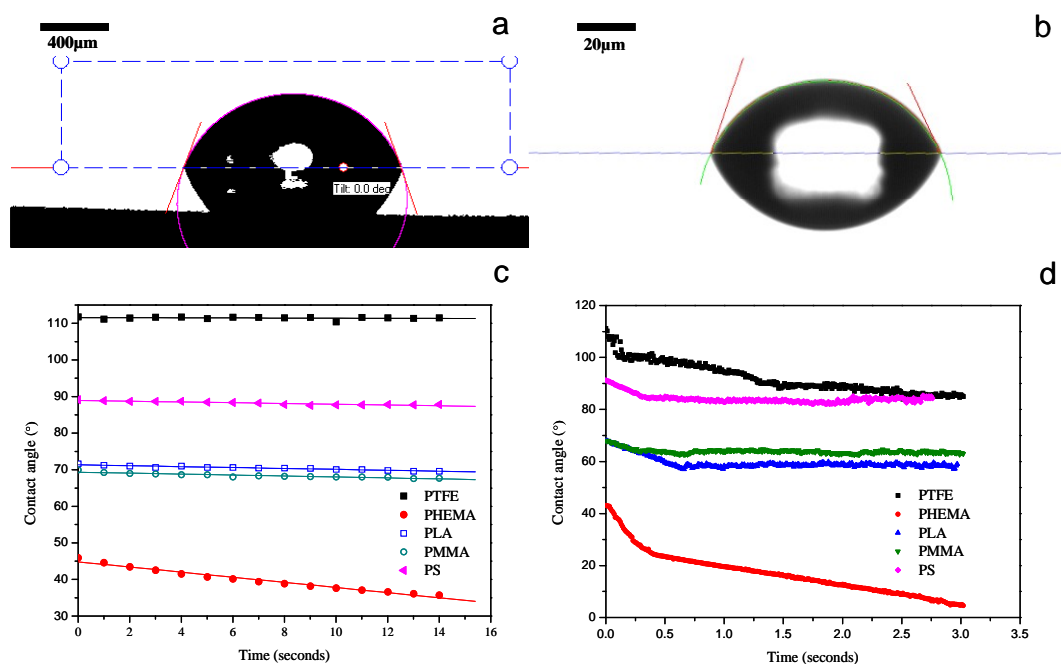 a
400µm
Tilt: 0.0 deg
b
20µm
c
Contact angle (°)
110
100
90
80
70
60
50
40
30
0 2 4 6 8 10 12 14 16
Time (seconds)
PTFE
PHEMA
PLA
PMMA
PS
d
Contact angle (°)
120
100
80
60
40
20
0
0.0 0.5 1.0 1.5 2.0 2.5 3.0 3.5
Time (seconds)
PTFE
PHEMA
PLA
PMMA
PS